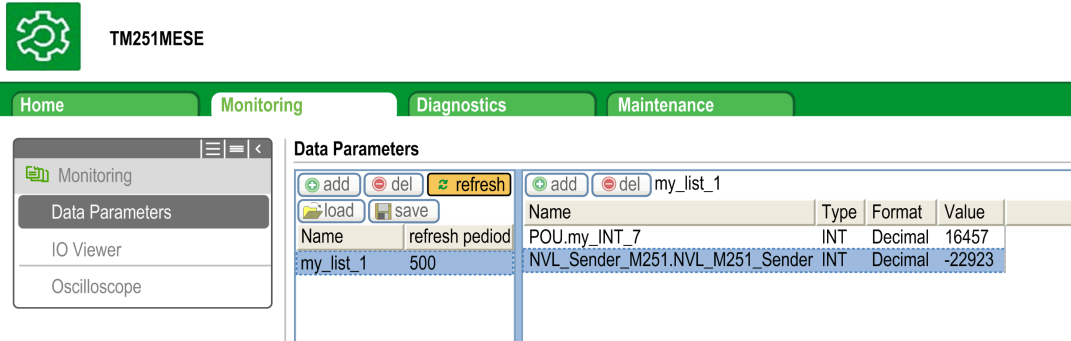 TM251MESE
Home Monitoring Diagnostics Maintenance
Monitoring
Data Parameters
IO Viewer
Oscilloscope
Data Parameters
add del refresh
load save
Name refresh pediod
my_list_1 500
add del my_list_1
Name Type Format Value
POU.my_INT_7 INT Decimal 16457
NVL_Sender_M251.NVL_M251_Sender INT Decimal -22923